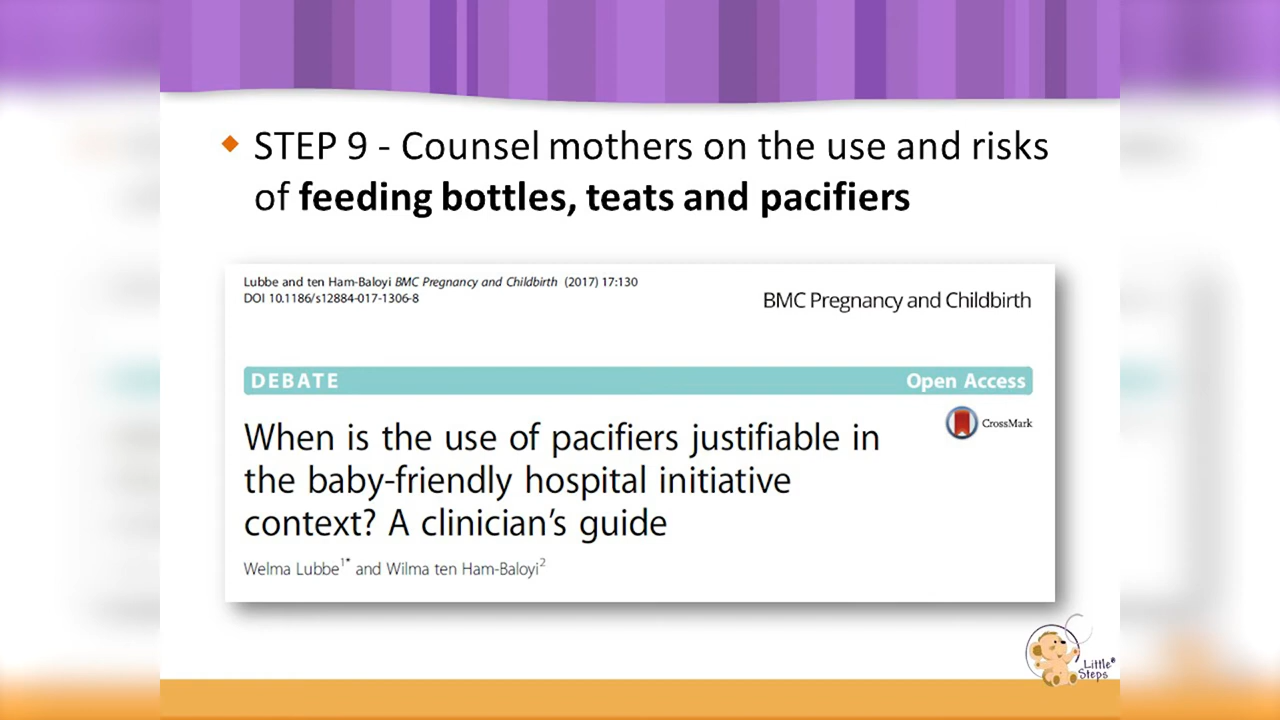 STEP 9 - Counsel mothers on the use and risks
of feeding bottles, teats and pacifiers
Lubbe and ten Ham-Baloyi BMC Pregnancy and Childbirth (2017) 17:130
DOI 10.1186/s12884-017-1306-8
BMC Pregnancy and Childbirth
DEBATE Open Access
CrossMark
When is the use of pacifiers justifiable in
the baby-friendly hospital initiative
context? A clinician's guide
Welma Lubbe1* and Wilma ten Ham-Baloyi2
Little®
Steps